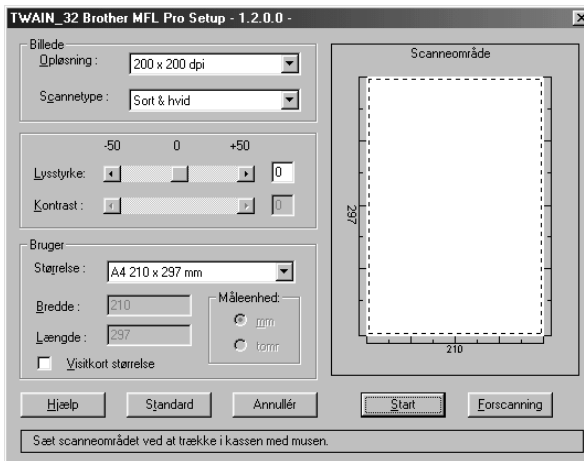 TWAIN_32 Brother MFL Pro Setup - 1.2.0.0 -
Billede
Opløsning :
200 x 200 dpi
Scannetype :
Sort & hvid
-50 0 +50
Lysstyrke:
0
Kontrast :
0
Bruger
Størrelse :
A4 210 x 297 mm
Bredde :
210
Længde :
297
Måleenhed:
mm
tomr
Visitkort størrelse
Scanneområde
297
210
Hjælp
Standard
Annullér
Start
Forscanning
Sæt scanneområdet ved at trække i kassen med musen.